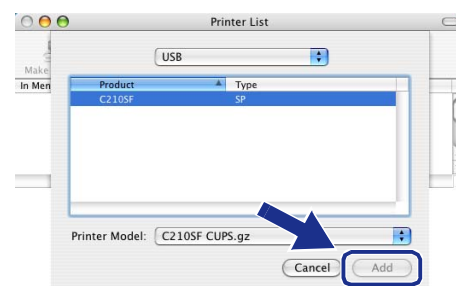 Printer List
USB
Make
In Men
Product Type
C210SF SP
Printer Model: C210SF CUPS.gz
Cancel Add